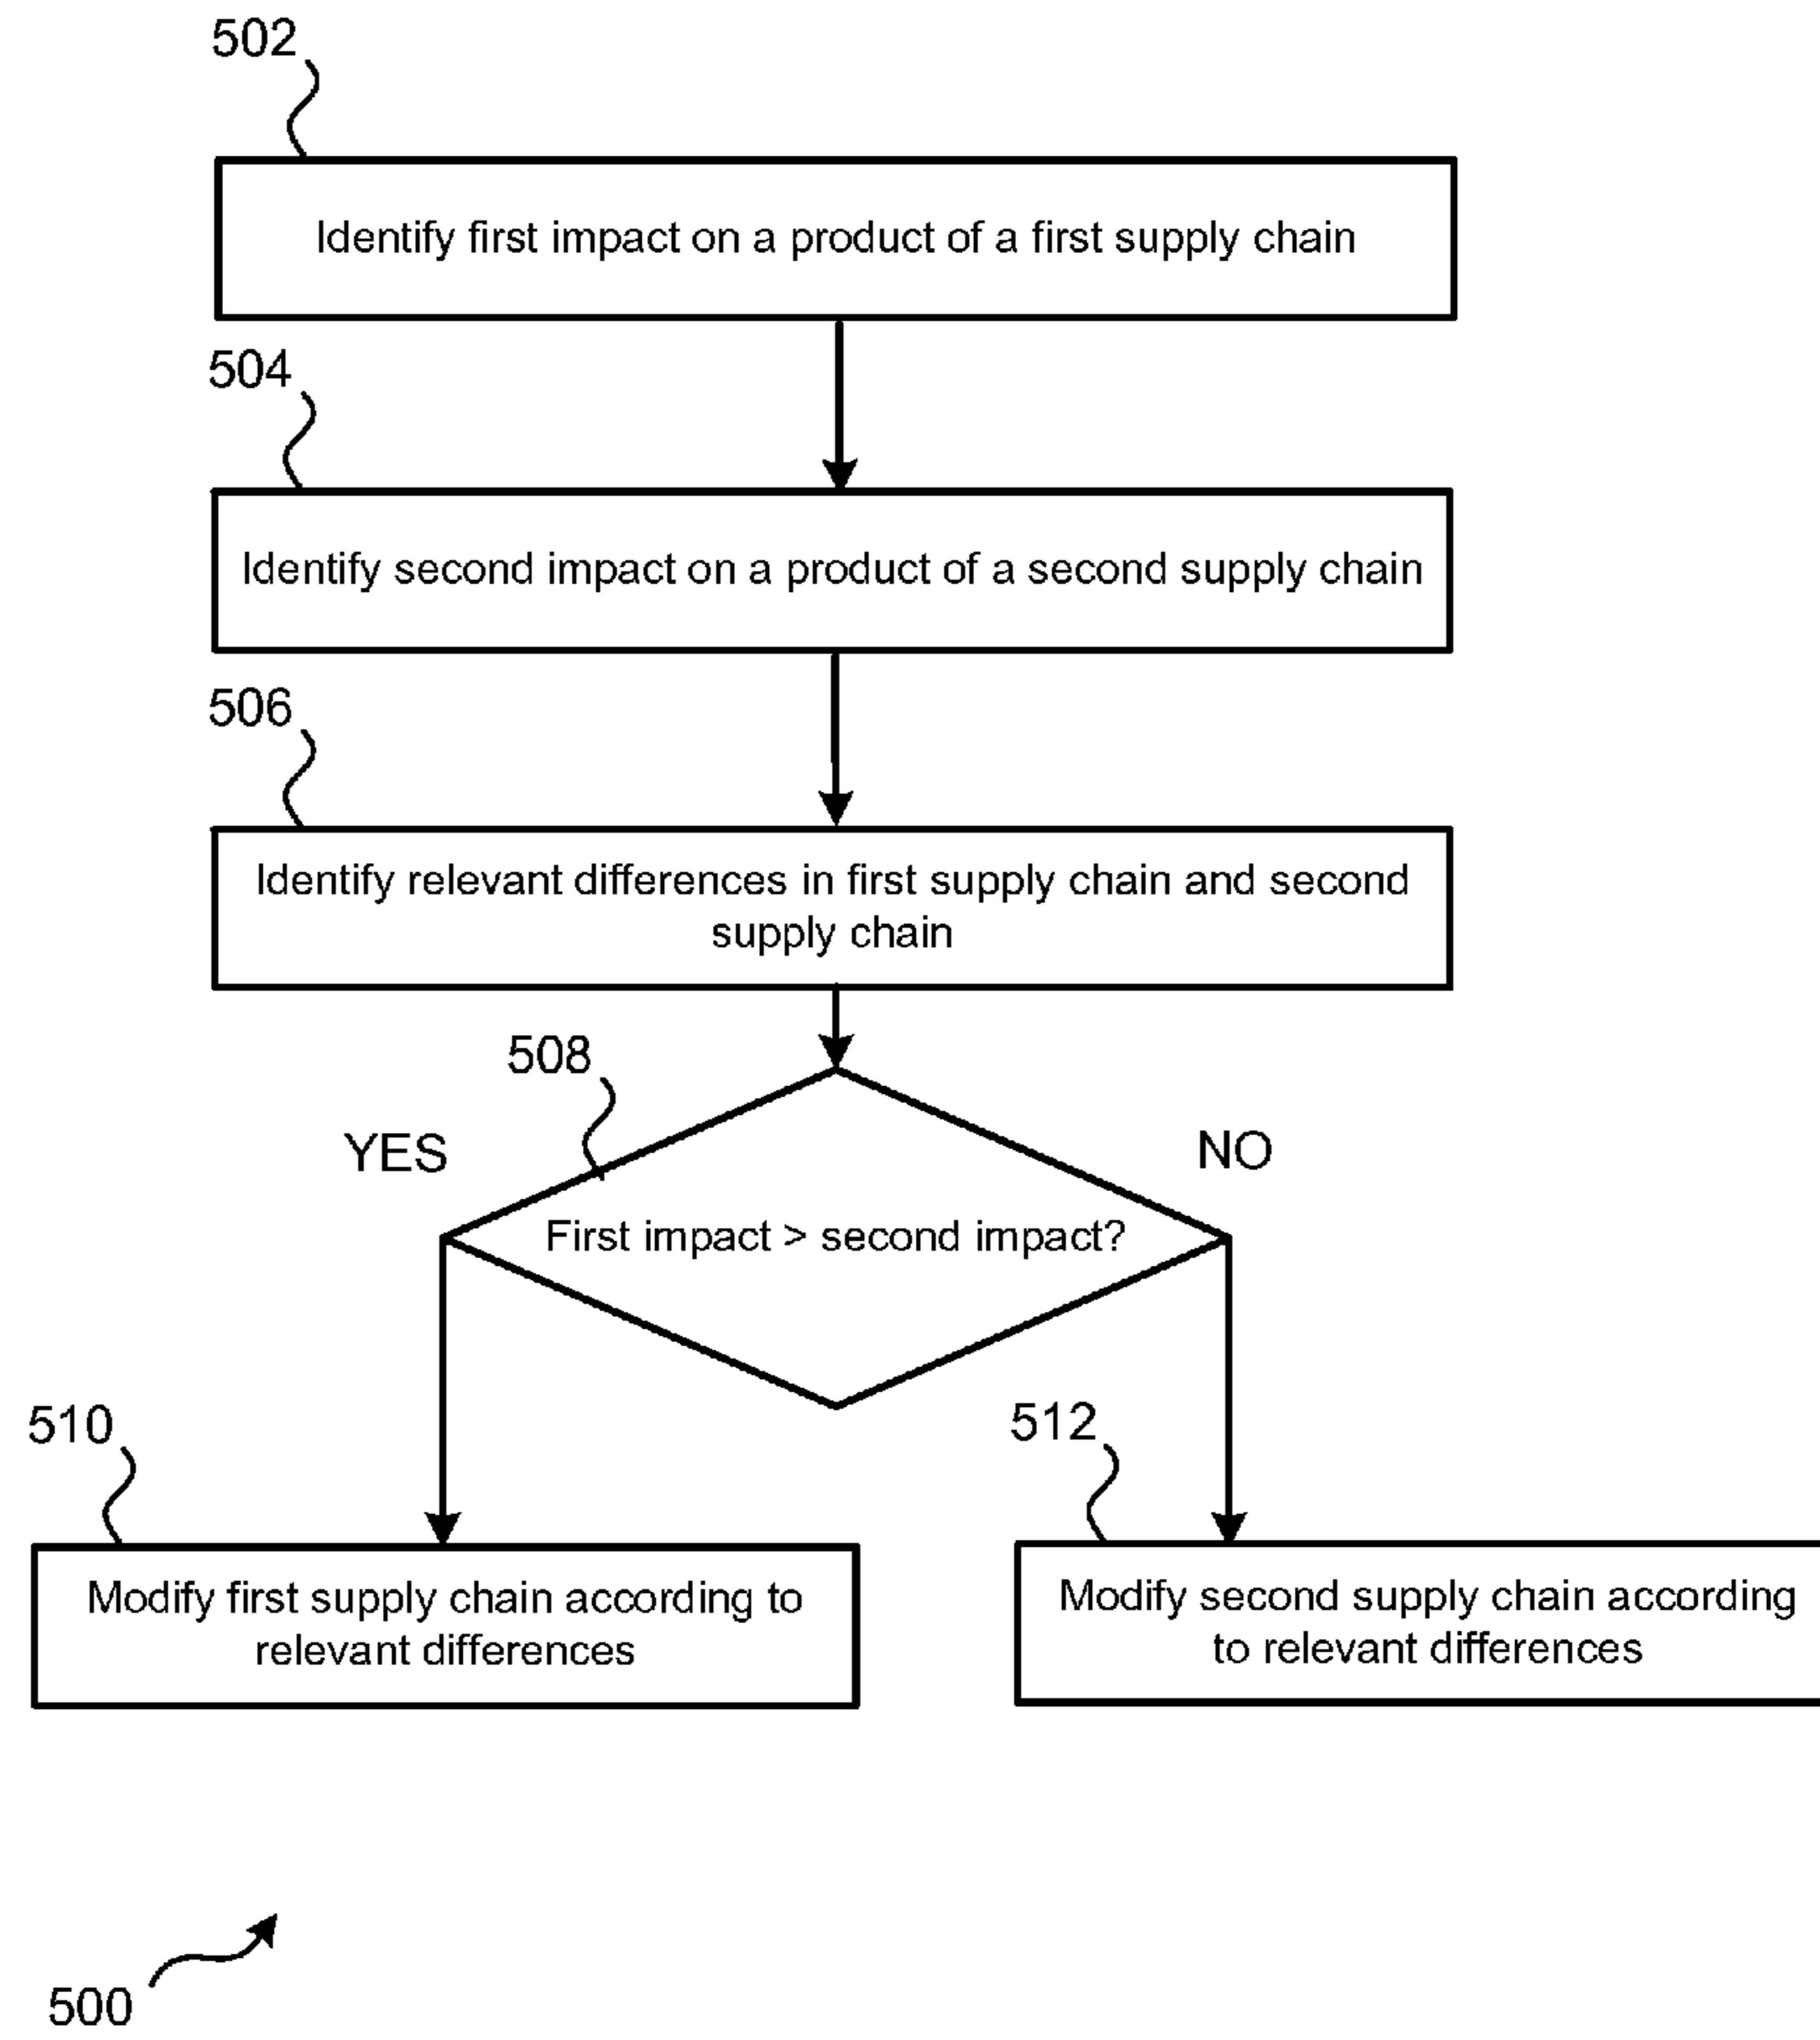 502
Identify first impact on a product of a first supply chain
504
Identify second impact on a product of a second supply chain
506
Identify relevant differences in first supply chain and second
supply chain
508
YES
NO
First impact > second impact?
510
512
Modify first supply chain according to
relevant differences
Modify second supply chain according
to relevant differences
500